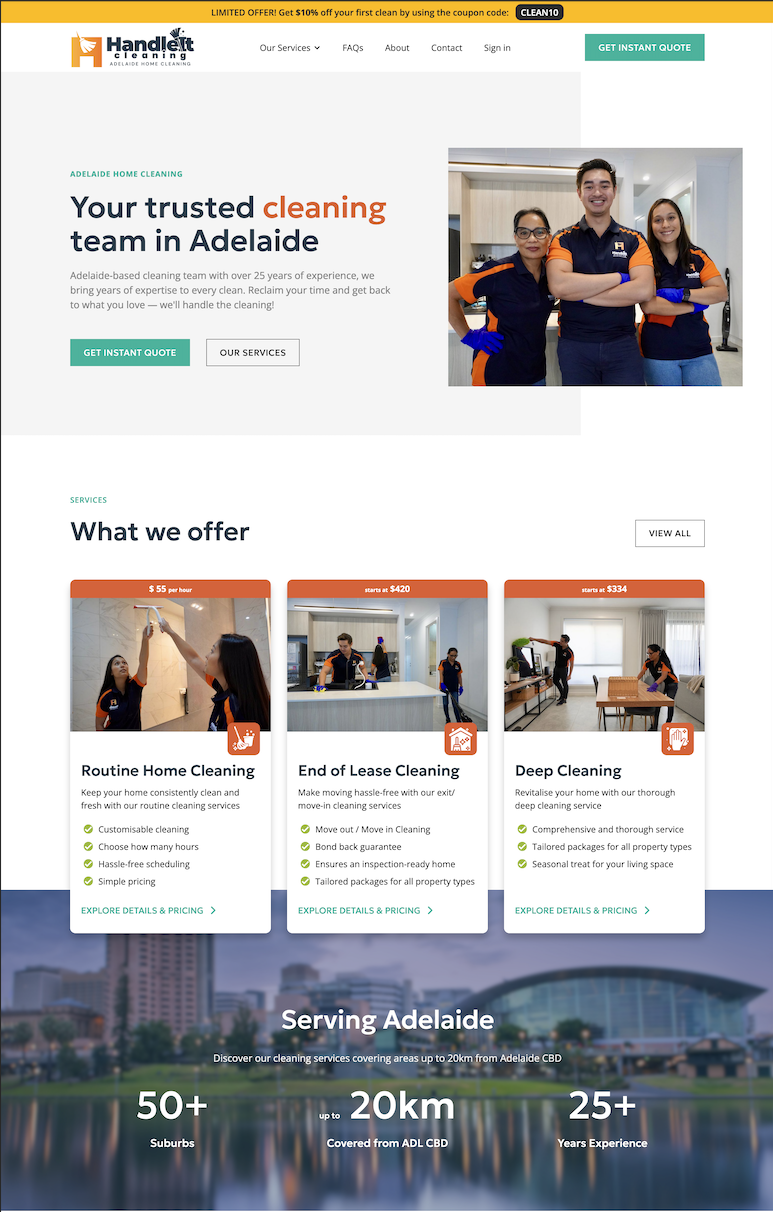 LIMITED OFFER! Get $10% off your first clean by using the coupon code: CLEAN10
HandleIt
cleaning
ADELAIDE HOME CLEANING
Our Services
FAQs
About
Contact
Sign in
GET INSTANT QUOTE
ADELAIDE HOME CLEANING
Your trusted cleaning
team in Adelaide
Adelaide-based cleaning team with over 25 years of experience, we
bring years of expertise to every clean. Reclaim your time and get back
to what you love — we'll handle the cleaning!
GET INSTANT QUOTE
OUR SERVICES
SERVICES
What we offer
VIEW ALL
$ 55 per hour
Routine Home Cleaning
Keep your home consistently clean and
fresh with our routine cleaning services
Customisable cleaning
Choose how many hours
Hassle-free scheduling
Simple pricing
EXPLORE DETAILS & PRICING
starts at $420
End of Lease Cleaning
Make moving hassle-free with our exit/
move-in cleaning services
Move out / Move in Cleaning
Bond back guarantee
Ensures an inspection-ready home
Tailored packages for all property types
EXPLORE DETAILS & PRICING
starts at $334
Deep Cleaning
Revitalise your home with our thorough
deep cleaning service
Comprehensive and thorough service
Tailored packages for all property types
Seasonal treat for your living space
EXPLORE DETAILS & PRICING
Serving Adelaide
Discover our cleaning services covering areas up to 20km from Adelaide CBD
50+
Suburbs
up to 20km
Covered from ADL CBD
25+
Years Experience